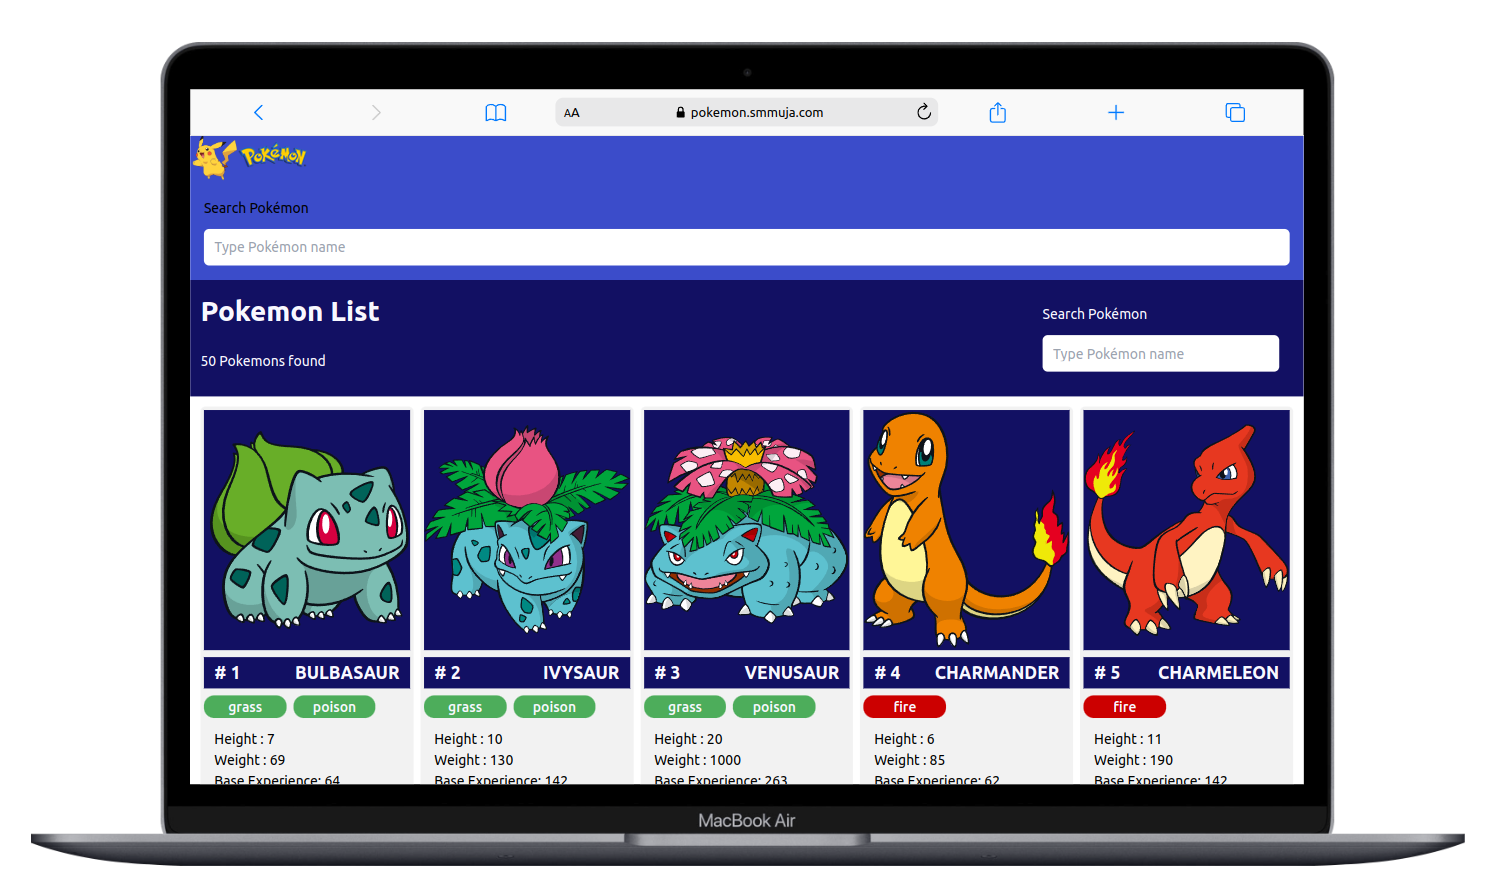 AA pokemon.smmuja.com
POKÉMON
Search Pokémon
Type Pokémon name
Pokemon List
Search Pokémon
50 Pokemons found
Type Pokémon name
# 1 BULBASAUR
# 2 IVYSAUR
# 3 VENUSAUR
# 4 CHARMANDER
# 5 CHARMELEON
grass poison
grass poison
grass poison
fire
fire
Height : 7
Height : 10
Height : 20
Height : 6
Height : 11
Weight : 69
Weight : 130
Weight : 1000
Weight : 85
Weight : 190
Base Experience: 64
Base Experience: 142
Base Experience: 263
Base Experience: 62
Base Experience: 142
MacBook Air